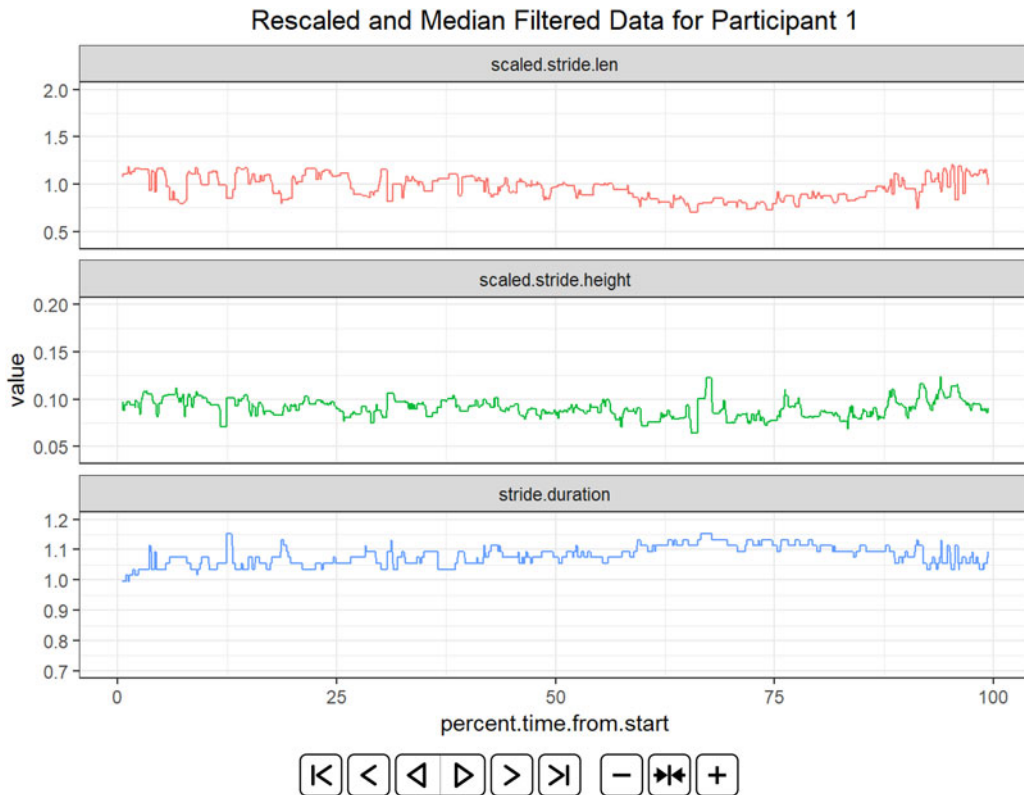 Rescaled and Median Filtered Data for Participant 1
scaled.stride.len
2.0
1.5
1.0
0.5
scaled.stride.height
0.20
0.15
0.10
0.05
value
stride.duration
1.2
1.1
1.0
0.9
0.8
0.7
0 25 50 75 100
percent.time.from.start